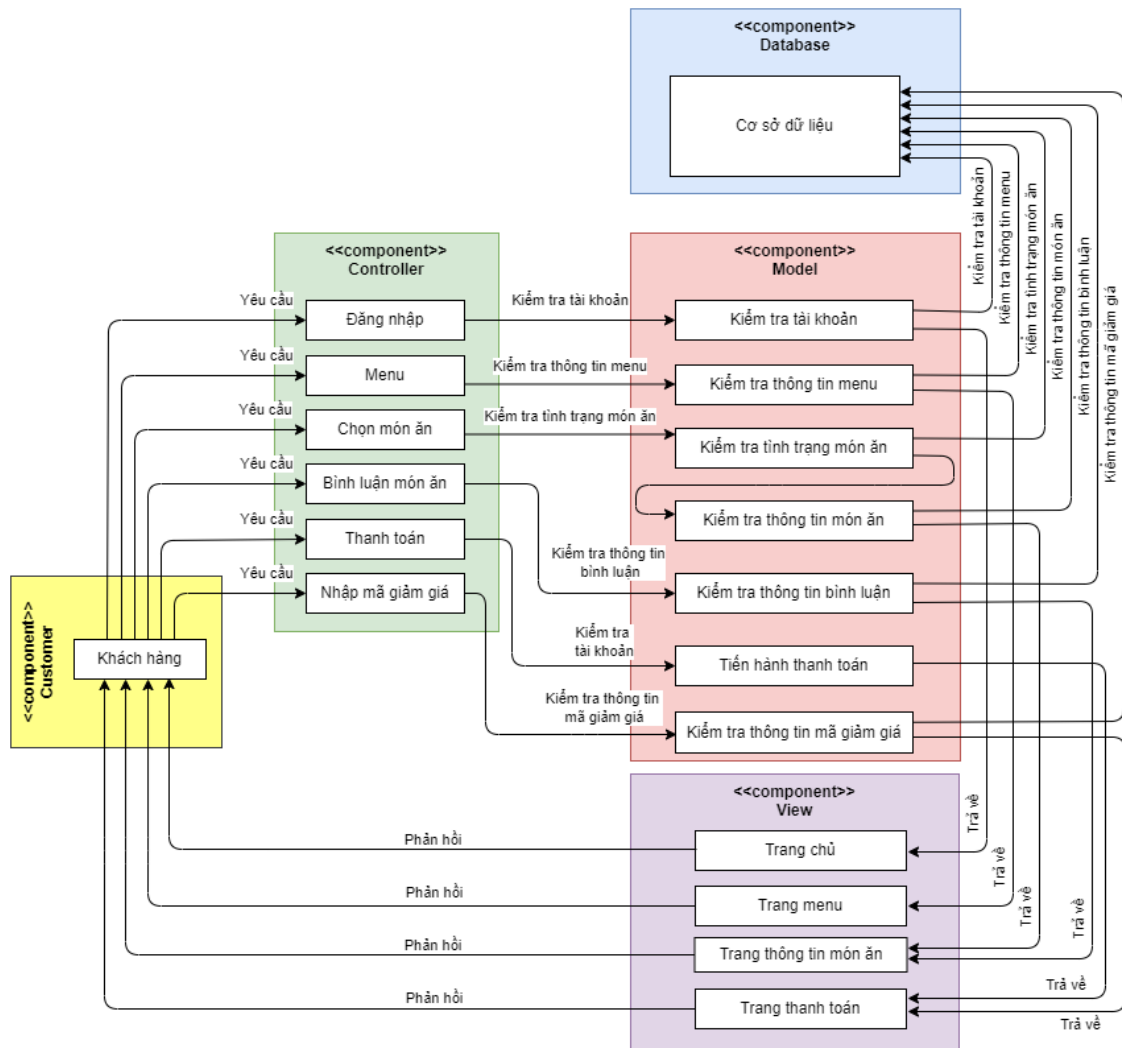 <<component>>
Database
Cơ sở dữ liệu
Kiểm tra tài khoản
Kiểm tra thông tin menu
Kiểm tra tình trạng món ăn
Kiểm tra thông tin món ăn
Kiểm tra thông tin bình luận
Kiểm tra thông tin mã giảm giá
<<component>>
Controller
Đăng nhập
Menu
Chọn món ăn
Bình luận món ăn
Thanh toán
Nhập mã giảm giá
Yêu cầu
Yêu cầu
Yêu cầu
Yêu cầu
Yêu cầu
Yêu cầu
Kiểm tra tài khoản
Kiểm tra thông tin menu
Kiểm tra tình trạng món ăn
Kiểm tra thông tin
bình luận
Kiểm tra
tài khoản
Kiểm tra thông tin
mã giảm giá
<<component>>
Model
Kiểm tra tài khoản
Kiểm tra thông tin menu
Kiểm tra tình trạng món ăn
Kiểm tra thông tin món ăn
Kiểm tra thông tin bình luận
Tiến hành thanh toán
Kiểm tra thông tin mã giảm giá
<<component>>
Customer
Khách hàng
<<component>>
View
Trang chủ
Trang menu
Trang thông tin món ăn
Trang thanh toán
Phản hồi
Phản hồi
Phản hồi
Phản hồi
Trả về
Trả về
Trả về
Trả về
Trả về
Trả về